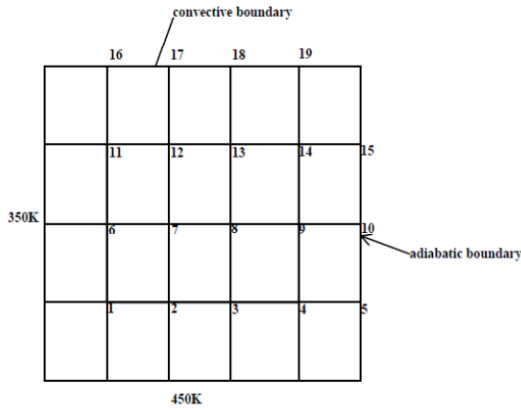 convective boundary
16 17 18 19
11 12 13 14 15
350K
6 7 8 9 10
adiabatic boundary
1 2 3 4 5
450K